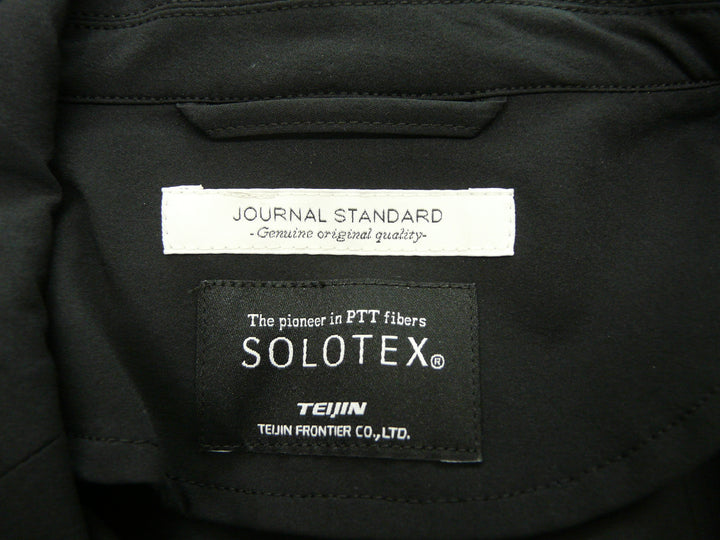 JOURNAL STANDARD
-Genuine original quality-
The pioneer in PTT fibers
SOLOTEX®
TEIJIN
TEIJIN FRONTIER CO.,LTD.